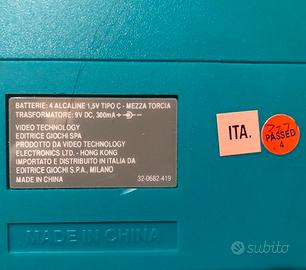 BATTERIE: 4 ALCALINE 1,5V TIPO C - MEZZA TORCIA
TRASFORMATORE: 9V DC, 300mA
VIDEO TECHNOLOGY
EDITRICE GIOCHI SPA
PRODOTTO DA VIDEO TECHNOLOGY
ELECTRONICS LTD. - HONG KONG
IMPORTATO E DISTRIBUITO IN ITALIA DA
EDITRICE GIOCHI S.P.A., MILANO
MADE IN CHINA
32-0682-419
ITA.
PASSED
4
MADE IN CHINA
subito